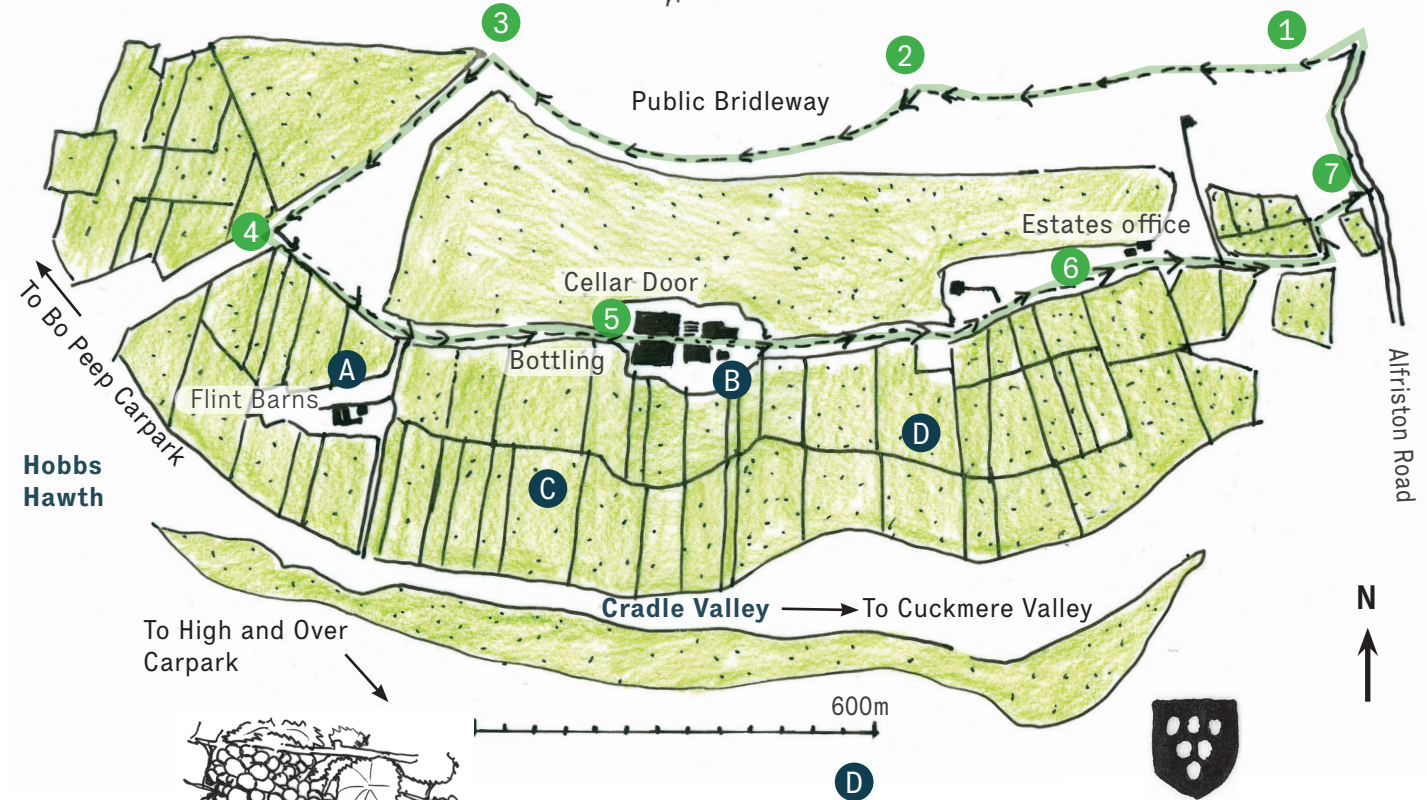 3
1
2
Public Bridleway
7
4
Estates office
6
Cellar Door
5
Bottling
To Bo Peep Carpark
A
B
Flint Barns
Alfriston Road
D
Hobbs
Hawth
C
Cradle Valley
To Cuckmere Valley
N
To High and Over
Carpark
600m
D